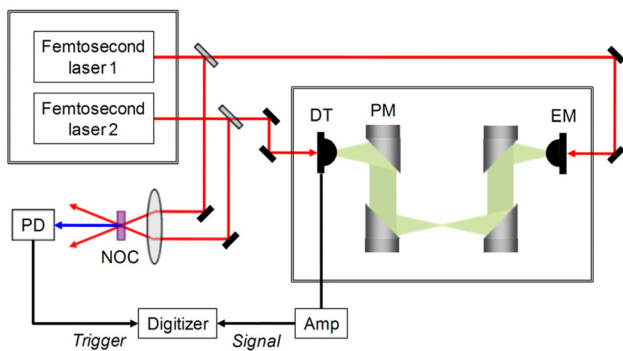 Femtosecond
laser 1
Femtosecond
laser 2
DT
PM
EM
PD
NOC
Digitizer
Amp
Trigger
Signal